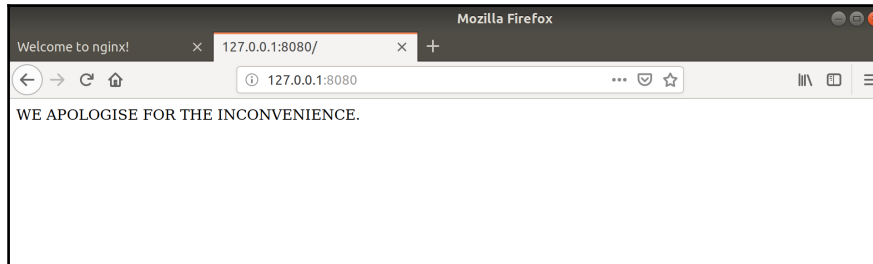 Mozilla Firefox
Welcome to nginx!
127.0.0.1:8080/
127.0.0.1:8080
WE APOLOGISE FOR THE INCONVENIENCE.